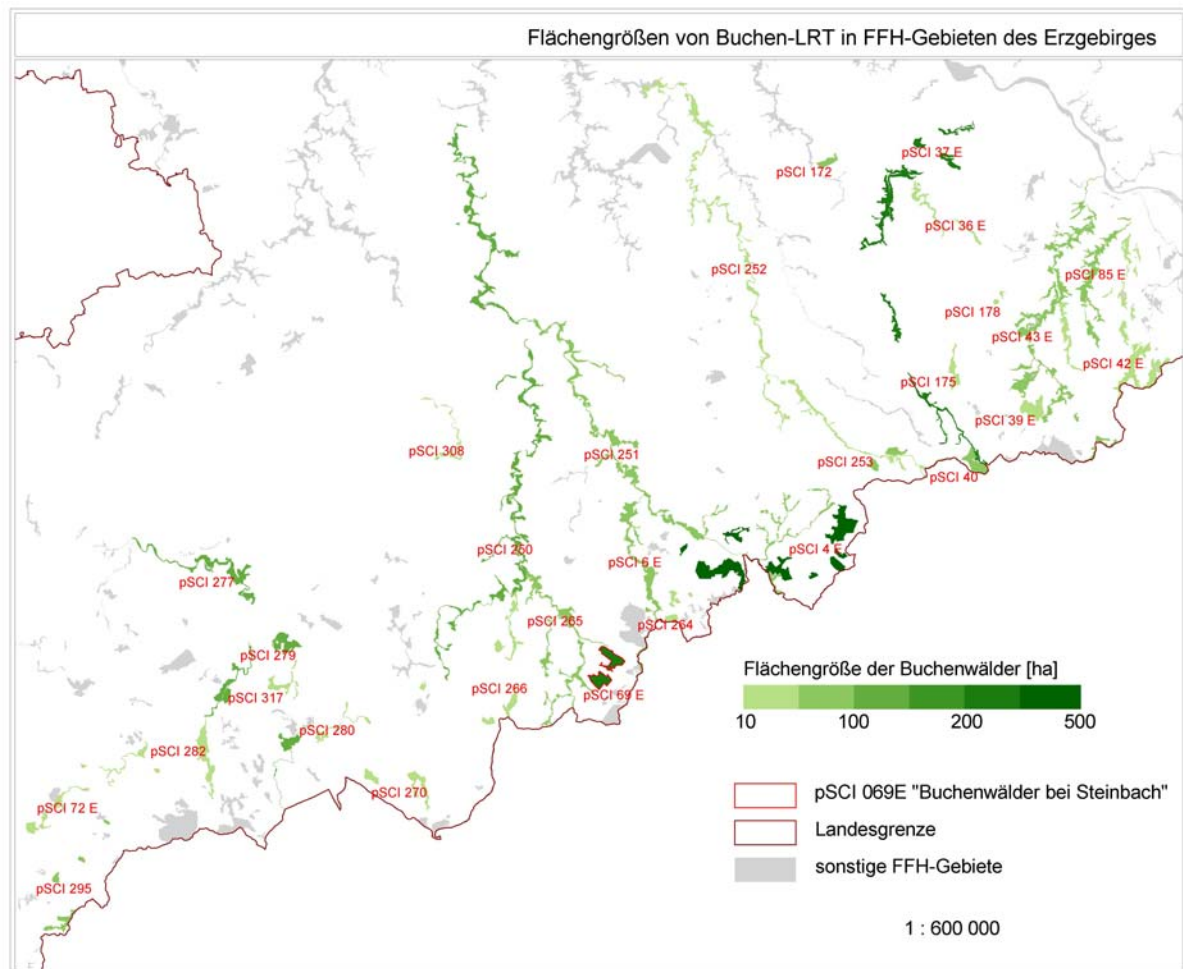 Flächengrößen von Buchen-LRT in FFH-Gebieten des Erzgebirges
pSCI 37 E
pSCI 172
pSCI 36 E
pSCI 252
pSCI 85 E
pSCI 178
pSCI 43 E
pSCI 42 E
pSCI 175
pSCI 39 E
pSCI 308
pSCI 251
pSCI 253
pSCI 40
pSCI 250
pSCI 4 E
pSCI 6 E
pSCI 277
pSCI 265
pSCI 264
pSCI 279
Flächengröße der Buchenwälder [ha]
pSCI 266
pSCI 69 E
pSCI 317
10 100 200 500
pSCI 280
pSCI 282
pSCI 270
pSCI 72 E
pSCI 069E "Buchenwälder bei Steinbach"
Landesgrenze
sonstige FFH-Gebiete
pSCI 295
1 : 600 000